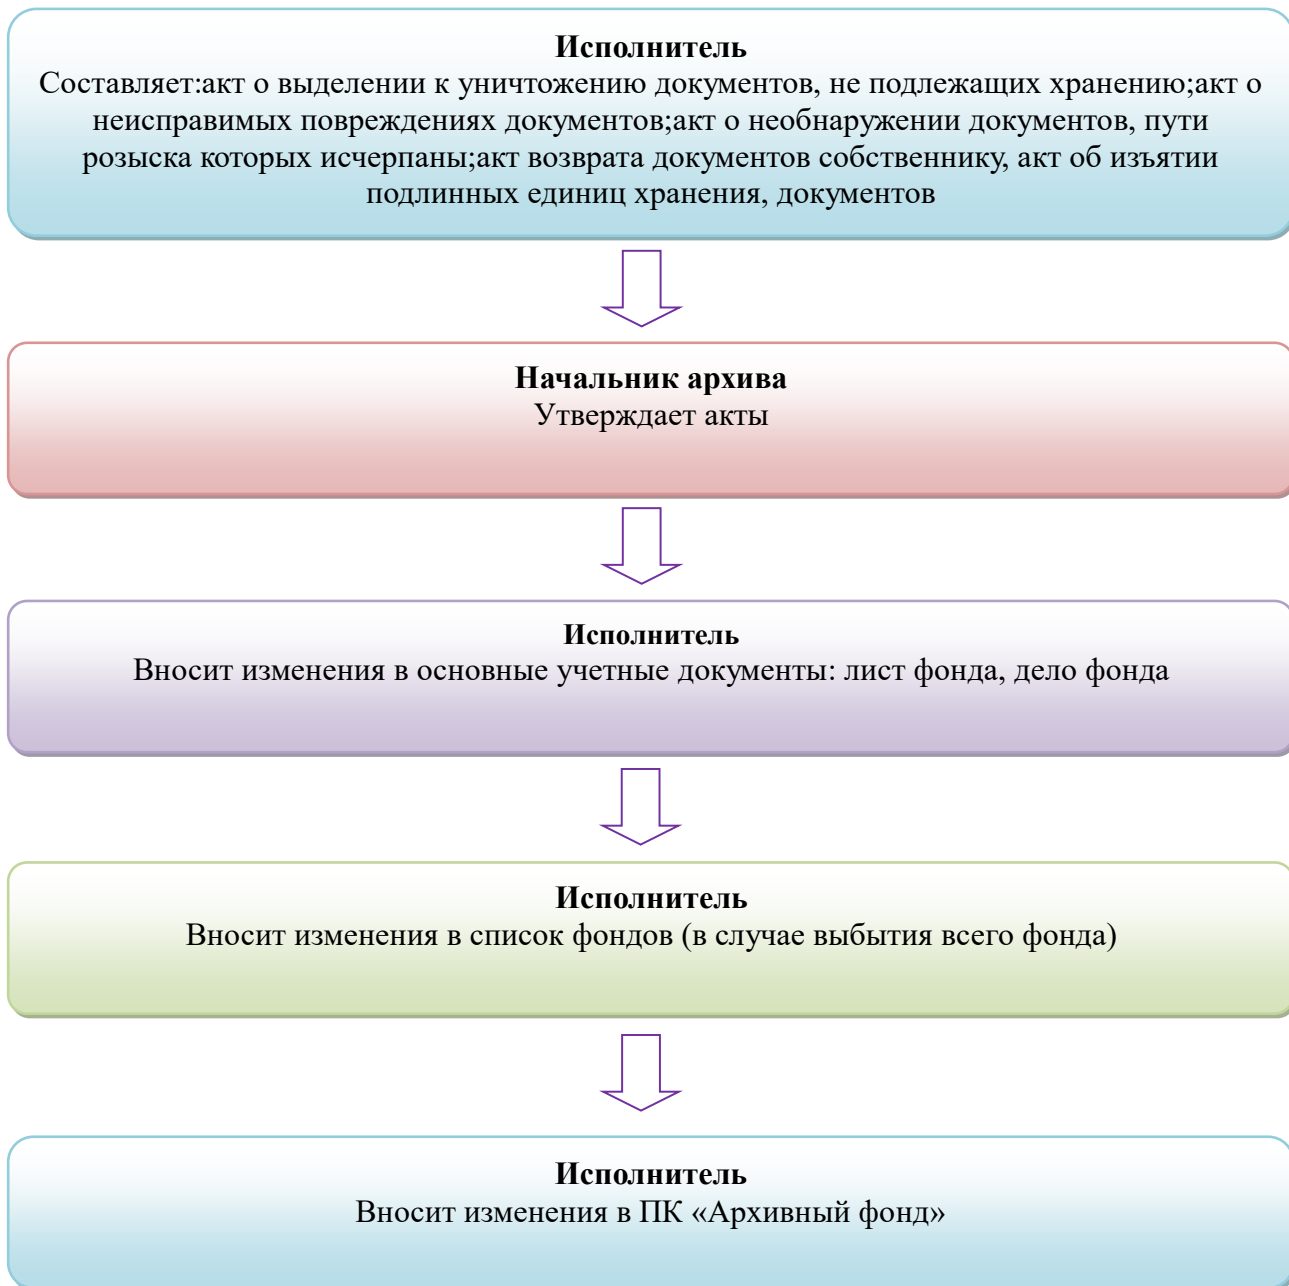 Исполнитель
Составляет:акт о выделении к уничтожению документов, не подлежащих хранению;акт о
неисправимых повреждениях документов;акт о необнаружении документов, пути
розыска которых исчерпаны;акт возврата документов собственнику, акт об изъятии
подлинных единиц хранения, документов
Начальник архива
Утверждает акты
Исполнитель
Вносит изменения в основные учетные документы: лист фонда, дело фонда
Исполнитель
Вносит изменения в список фондов (в случае выбытия всего фонда)
Исполнитель
Вносит изменения в ПК «Архивный фонд»